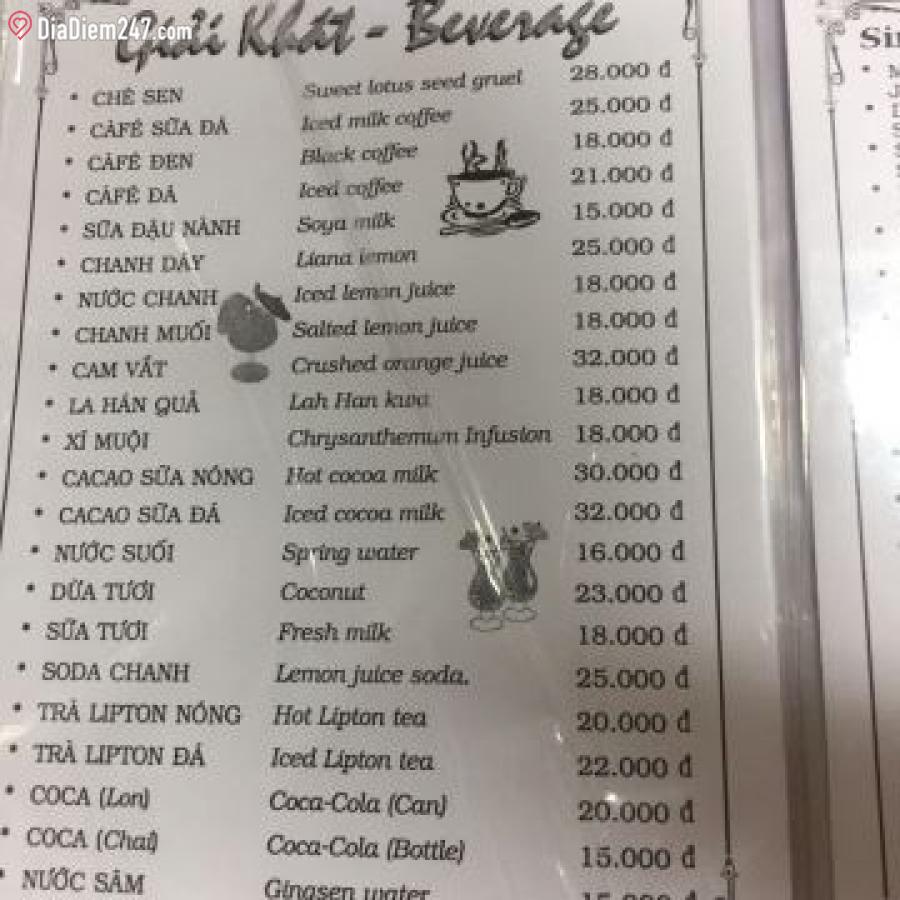 DiaDiem247.com
Giải Khát - Beverage
• CHÈ SEN Sweet lotus seed gruel 28.000 đ
• CÀFÊ SỮA ĐÁ Iced milk coffee 25.000 đ
• CÀFÊ ĐEN Black coffee 18.000 đ
• CÀFÊ ĐÁ Iced coffee 21.000 đ
• SỮA ĐẬU NÀNH Soya milk 15.000 đ
• CHANH DÂY Liana lemon 25.000 đ
• NƯỚC CHANH Iced lemon juice 18.000 đ
• CHANH MUỐI Salted lemon juice 18.000 đ
• CAM VẮT Crushed orange juice 32.000 đ
• LA HÁN QUẢ Lah Han kwa 18.000 đ
• XÍ MUỘI Chrysanthemum Infusion 18.000 đ
• CACAO SỮA NÓNG Hot cocoa milk 30.000 đ
• CACAO SỮA ĐÁ Iced cocoa milk 32.000 đ
• NƯỚC SUỐI Spring water 16.000 đ
• DỪA TƯƠI Coconut 23.000 đ
• SỮA TƯƠI Fresh milk 18.000 đ
• SODA CHANH Lemon juice soda. 25.000 đ
• TRÀ LIPTON NÓNG Hot Lipton tea 20.000 đ
• TRÀ LIPTON ĐÁ Iced Lipton tea 22.000 đ
• COCA (Lon) Coca-Cola (Can) 20.000 đ
• COCA (Chai) Coca-Cola (Bottle) 15.000 đ
• NƯỚC SÂM Gingsen water 15.000 đ